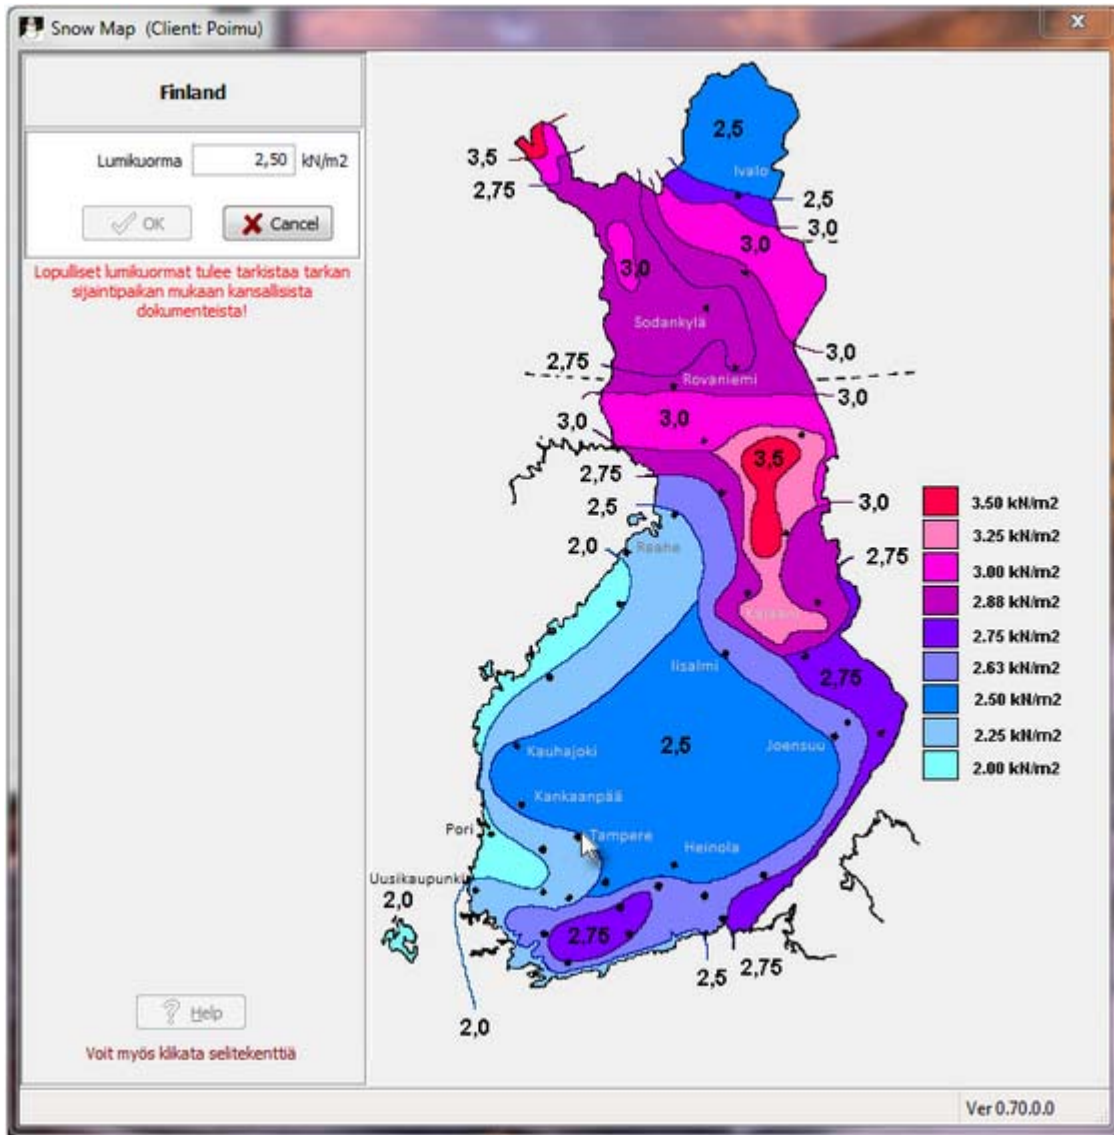 Snow Map (Client: Poimu)
x
Finland
Lumikuorma 2,50 kN/m2
OK
Cancel
Lopulliset lumikuormat tulee tarkistaa tarkan
sijaintipaikan mukaan kansallisista
dokumenteista!
2,5
Ivalo
3,5
2,75
2,5
3,0
3,0
3,0
Sodankylä
3,0
2,75
Rovaniemi
3,0
3,0
3,0
3,5
2,75
2,5
3,0
2,0
Raahe
2,75
Kajaani
Iisalmi
2,75
2,5
Joensuu
Kauhajoki
Kankaanpää
Pori
Tampere
Heinola
Uusikaupunki
2,0
2,75
2,5
2,75
2,0
3.50 kN/m2
3.25 kN/m2
3.00 kN/m2
2.88 kN/m2
2.75 kN/m2
2.63 kN/m2
2.50 kN/m2
2.25 kN/m2
2.00 kN/m2
? Help
Voit myös klikata selitekenttiä
Ver 0.70.0.0